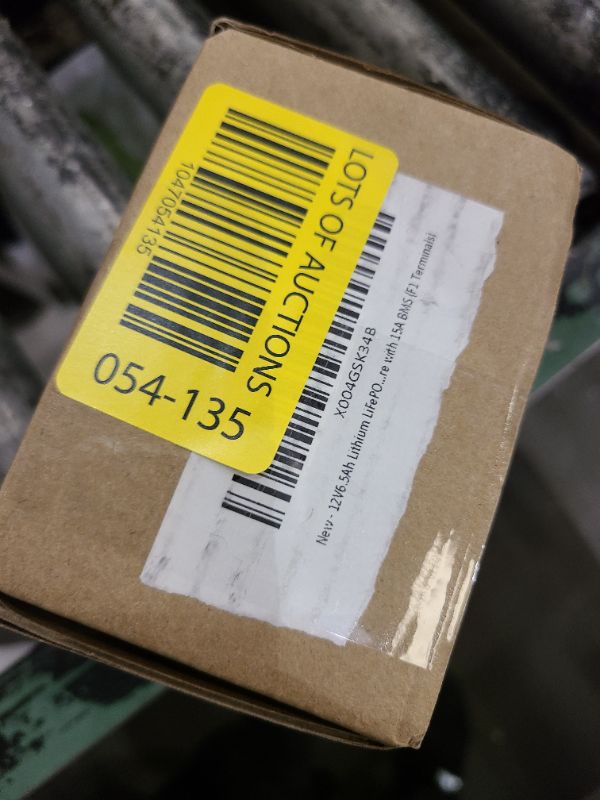 LOTS OF AUCTIONS
1047054135
054-135
X004GSK34B
New - 12V6.5Ah Lithium LiFePO...re with 15A BMS (F1 Terminals)